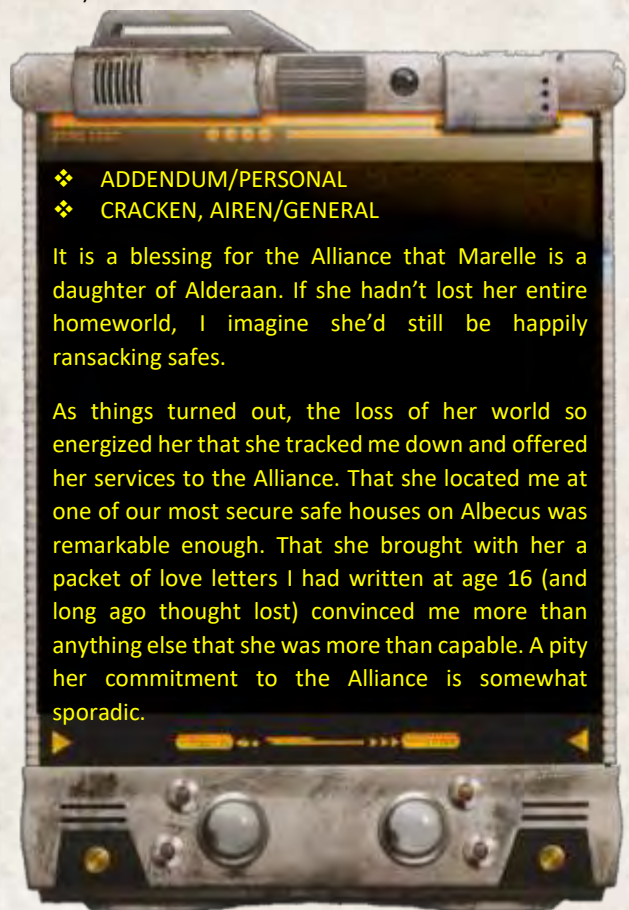 ❖ ADDENDUM/PERSONAL
❖ CRACKEN, AIREN/GENERAL
It is a blessing for the Alliance that Marelle is a
daughter of Alderaan. If she hadn’t lost her entire
homeworld, I imagine she’d still be happily
ransacking safes.
As things turned out, the loss of her world so
energized her that she tracked me down and offered
her services to the Alliance. That she located me at
one of our most secure safe houses on Albecus was
remarkable enough. That she brought with her a
packet of love letters I had written at age 16 (and
long ago thought lost) convinced me more than
anything else that she was more than capable. A pity
her commitment to the Alliance is somewhat
sporadic.